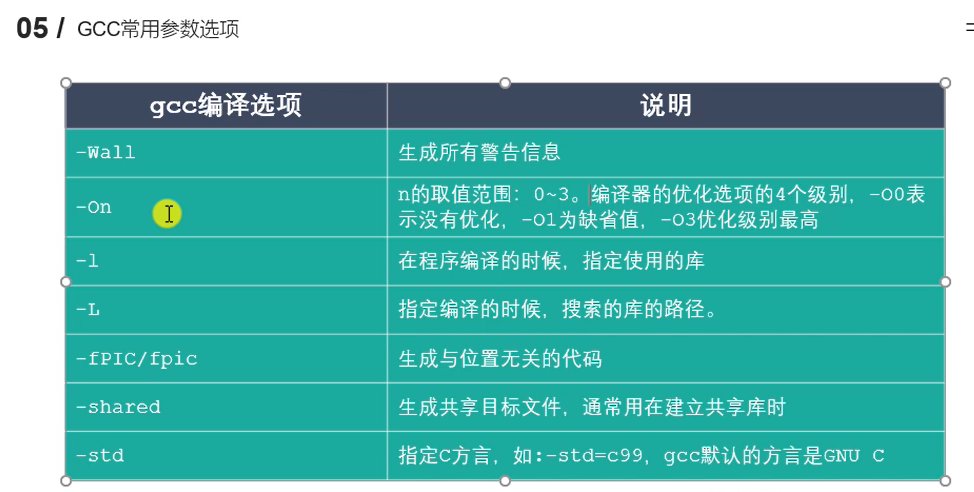 05 / GCC常用参数选项
gcc编译选项 说明
-Wall 生成所有警告信息
-On n的取值范围：0~3。编译器的优化选项的4个级别，-O0表
示没有优化，-O1为缺省值，-O3优化级别最高
-l 在程序编译的时候，指定使用的库
-L 指定编译的时候，搜索的库的路径。
-fPIC/fpic 生成与位置无关的代码
-shared 生成共享目标文件，通常用在建立共享库时
-std 指定C方言，如:-std=c99，gcc默认的方言是GNU C